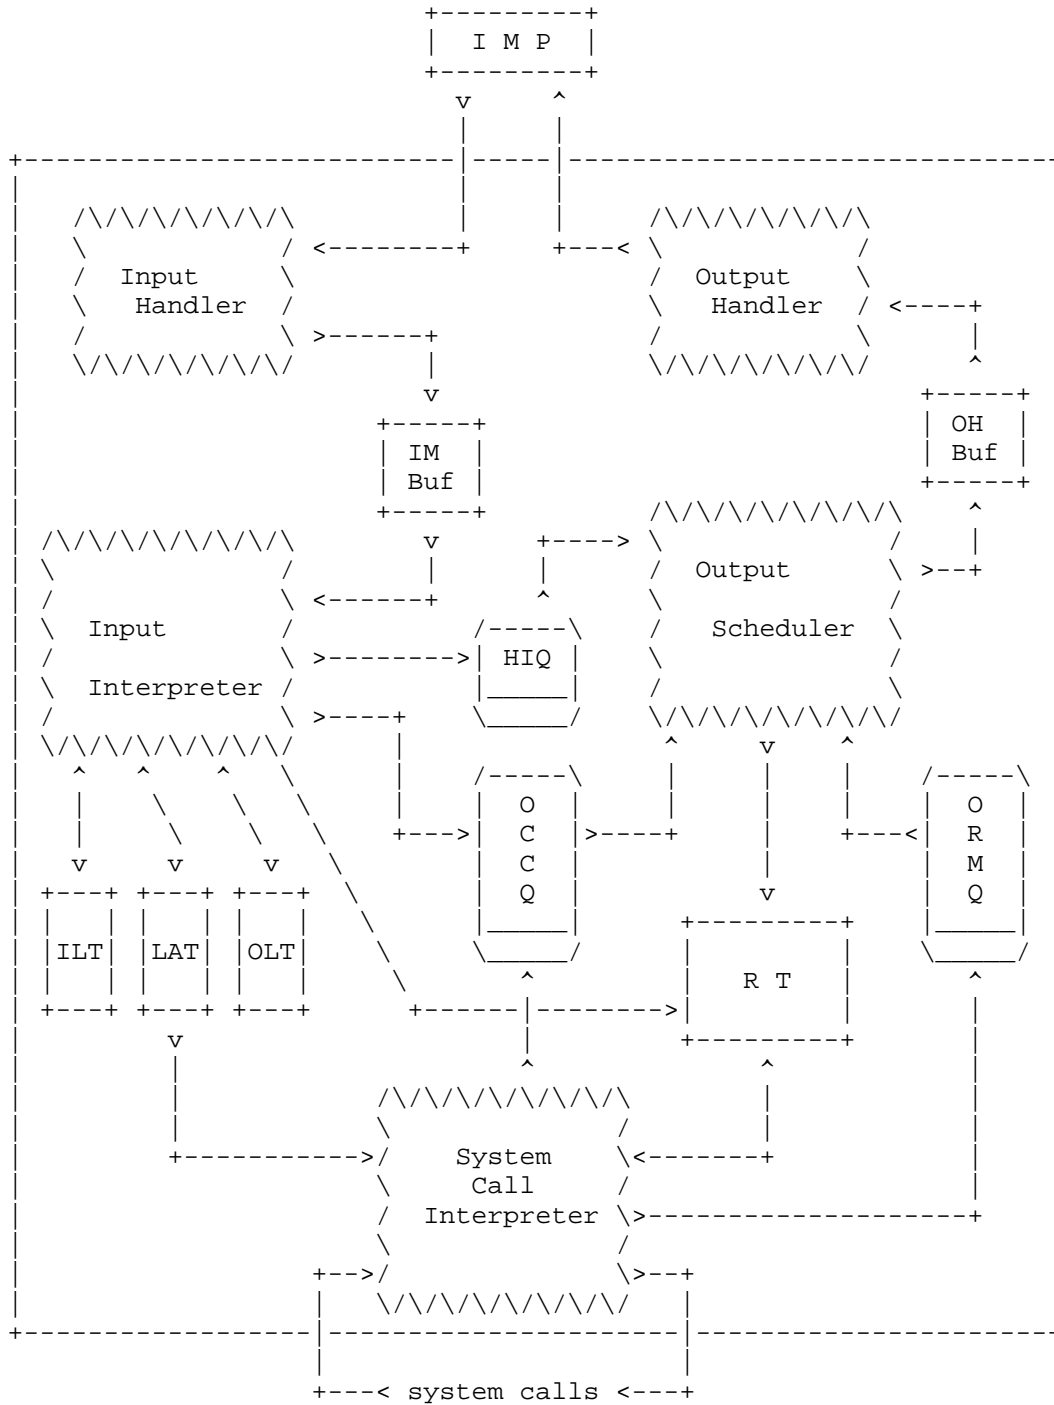 I M P
Input
Handler
Output
Handler
IM
Buf
OH
Buf
Input
Interpreter
HIQ
Output
Scheduler
O
C
C
Q
O
R
M
Q
ILT
LAT
OLT
R T
System
Call
Interpreter
system calls